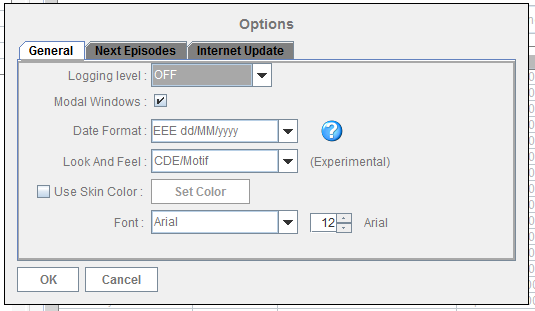 Options
General Next Episodes Internet Update
Logging level : OFF
Modal Windows :
Date Format : EEE dd/MM/yyyy
Look And Feel : CDE/Motif (Experimental)
Use Skin Color : Set Color
Font : Arial 12 Arial
OK Cancel